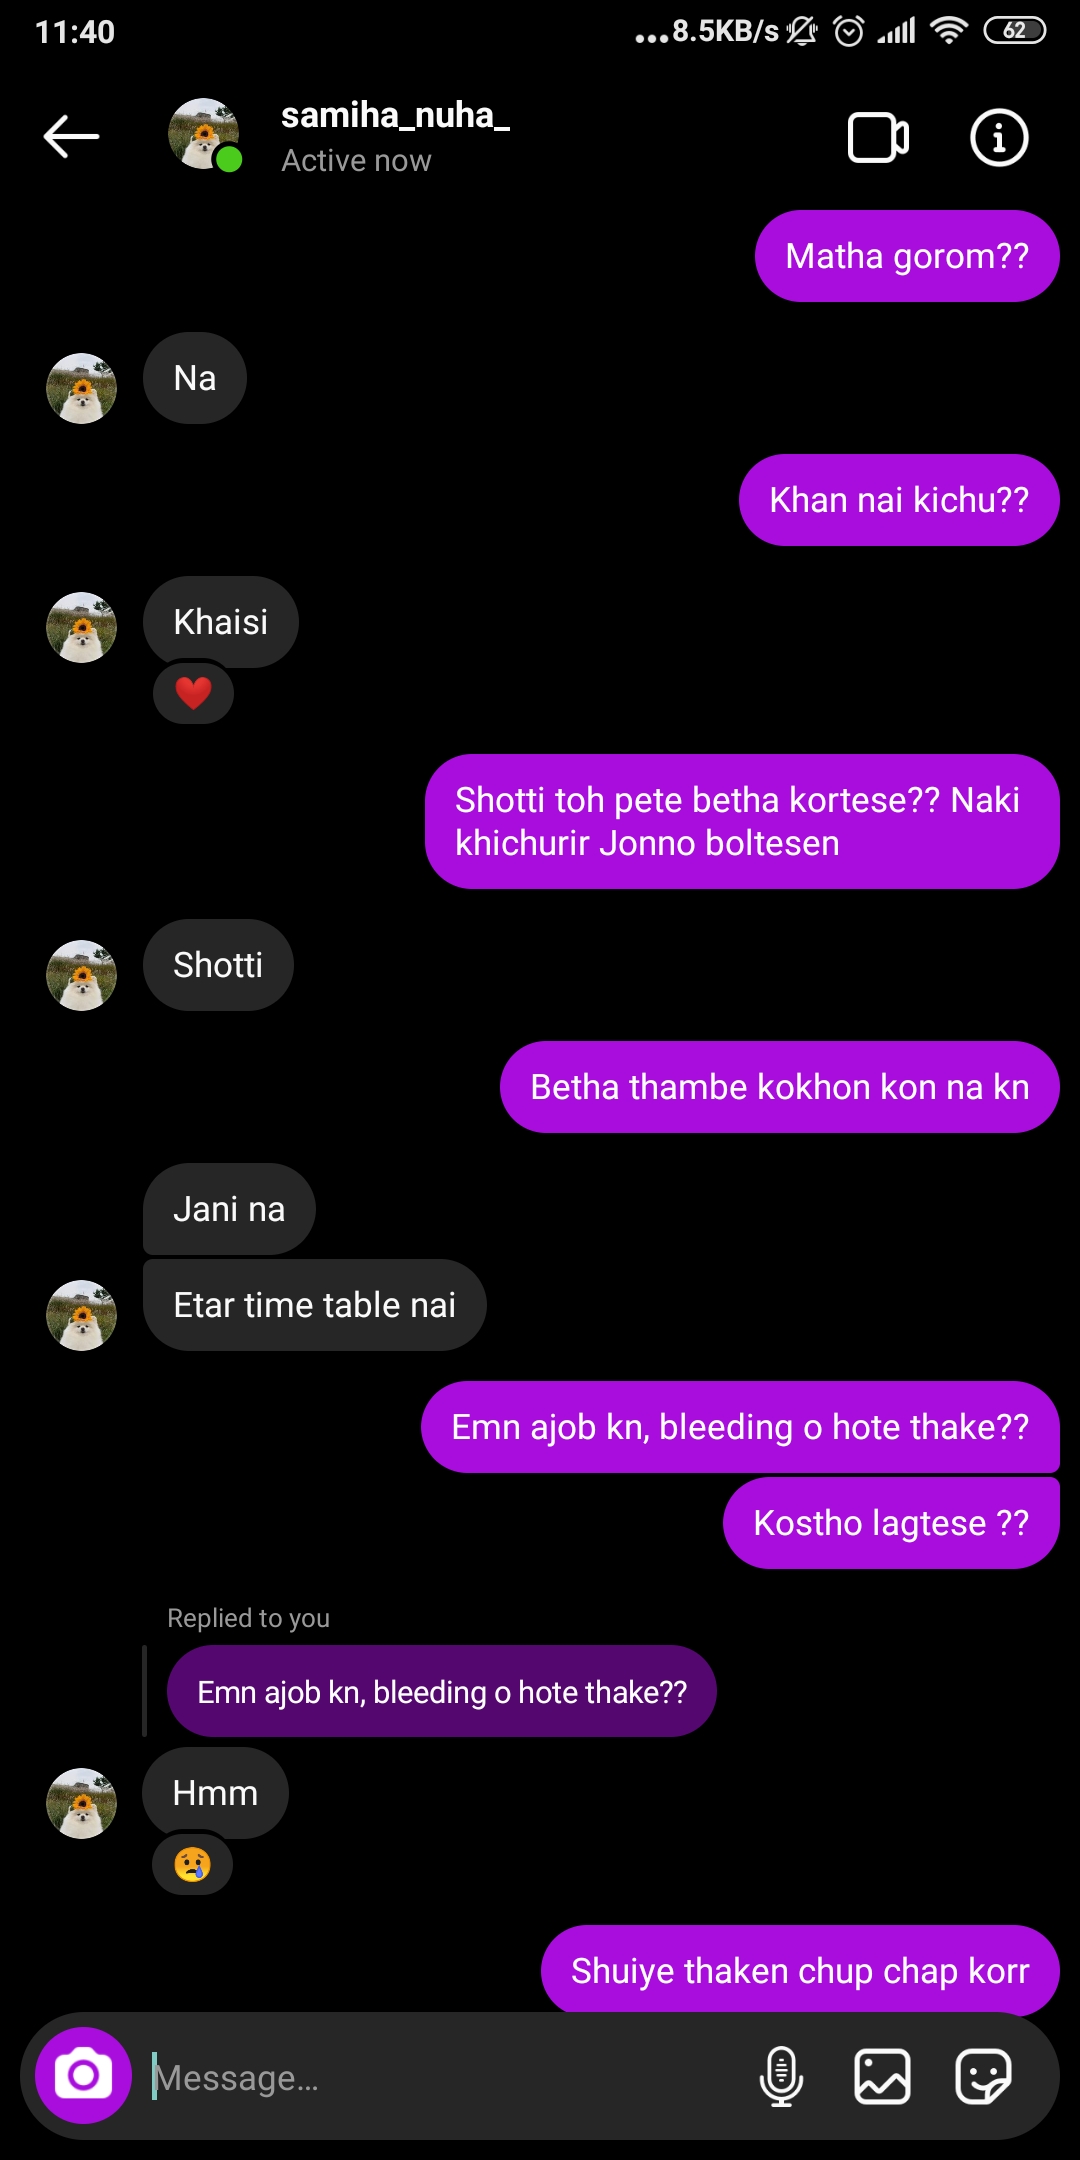 11:40
...8.5KB/s
62
samiha_nuha_
Active now
Matha gorom??
Na
Khan nai kichu??
Khaisi
Shotti toh pete betha kortese?? Naki
khichurir Jonno boltesen
Shotti
Betha thambe kokhon kon na kn
Jani na
Etar time table nai
Emn ajob kn, bleeding o hote thake??
Kostho lagtese ??
Replied to you
Emn ajob kn, bleeding o hote thake??
Hmm
Shuiye thaken chup chap korr
Message...